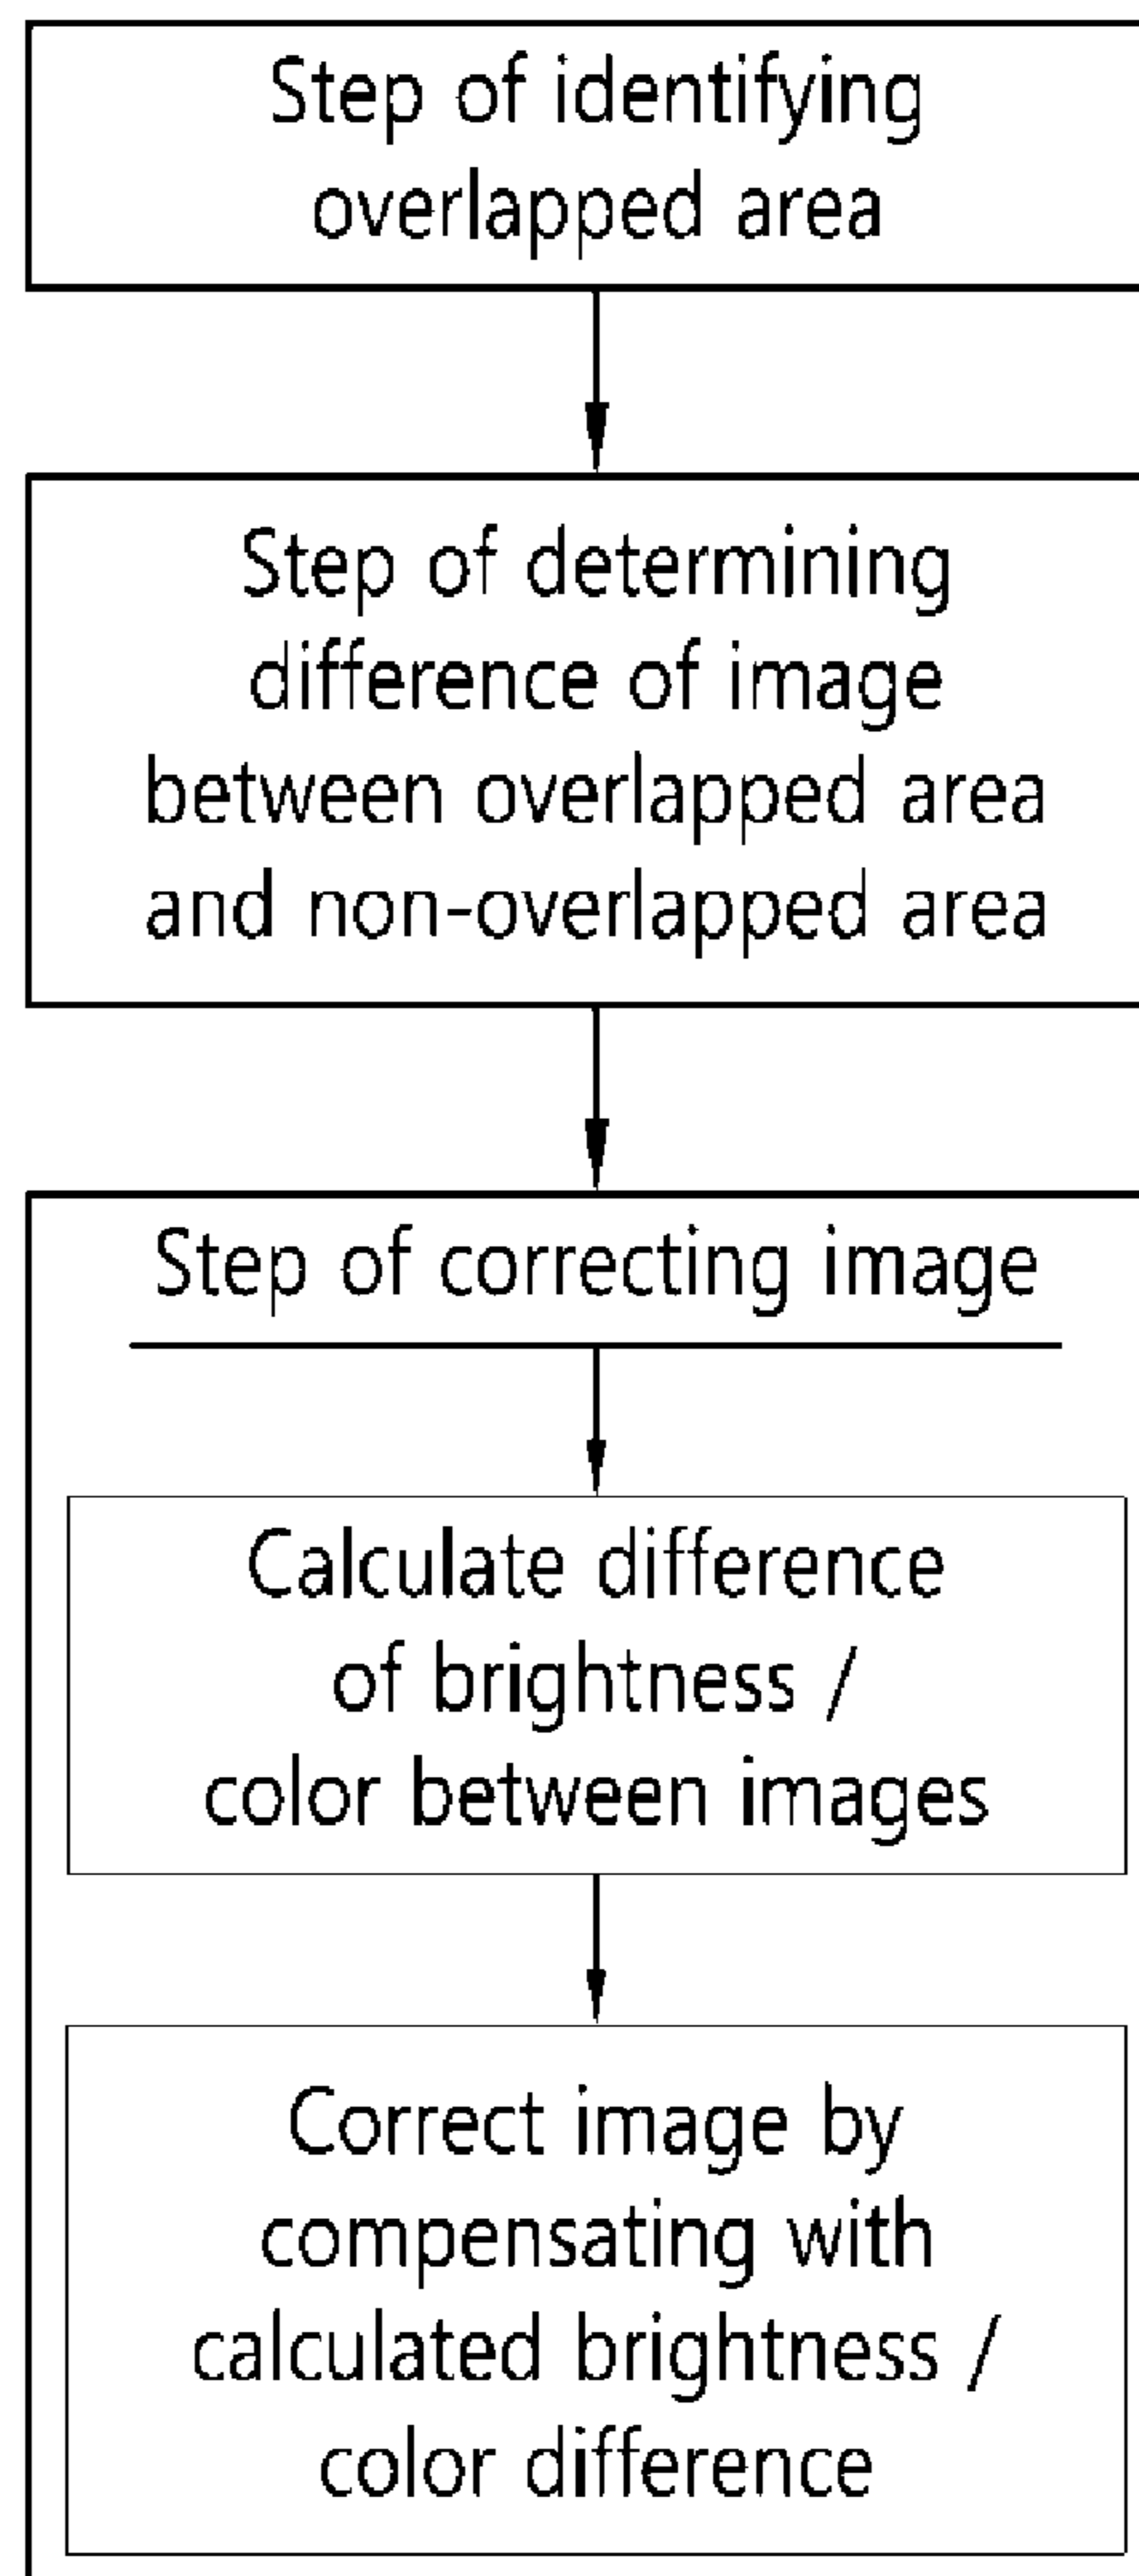 Step of identifying
overlapped area
Step of determining
difference of image
between overlapped area
and non-overlapped area
Step of correcting image
Calculate difference
of brightness /
color between images
Correct image by
compensating with
calculated brightness /
color difference